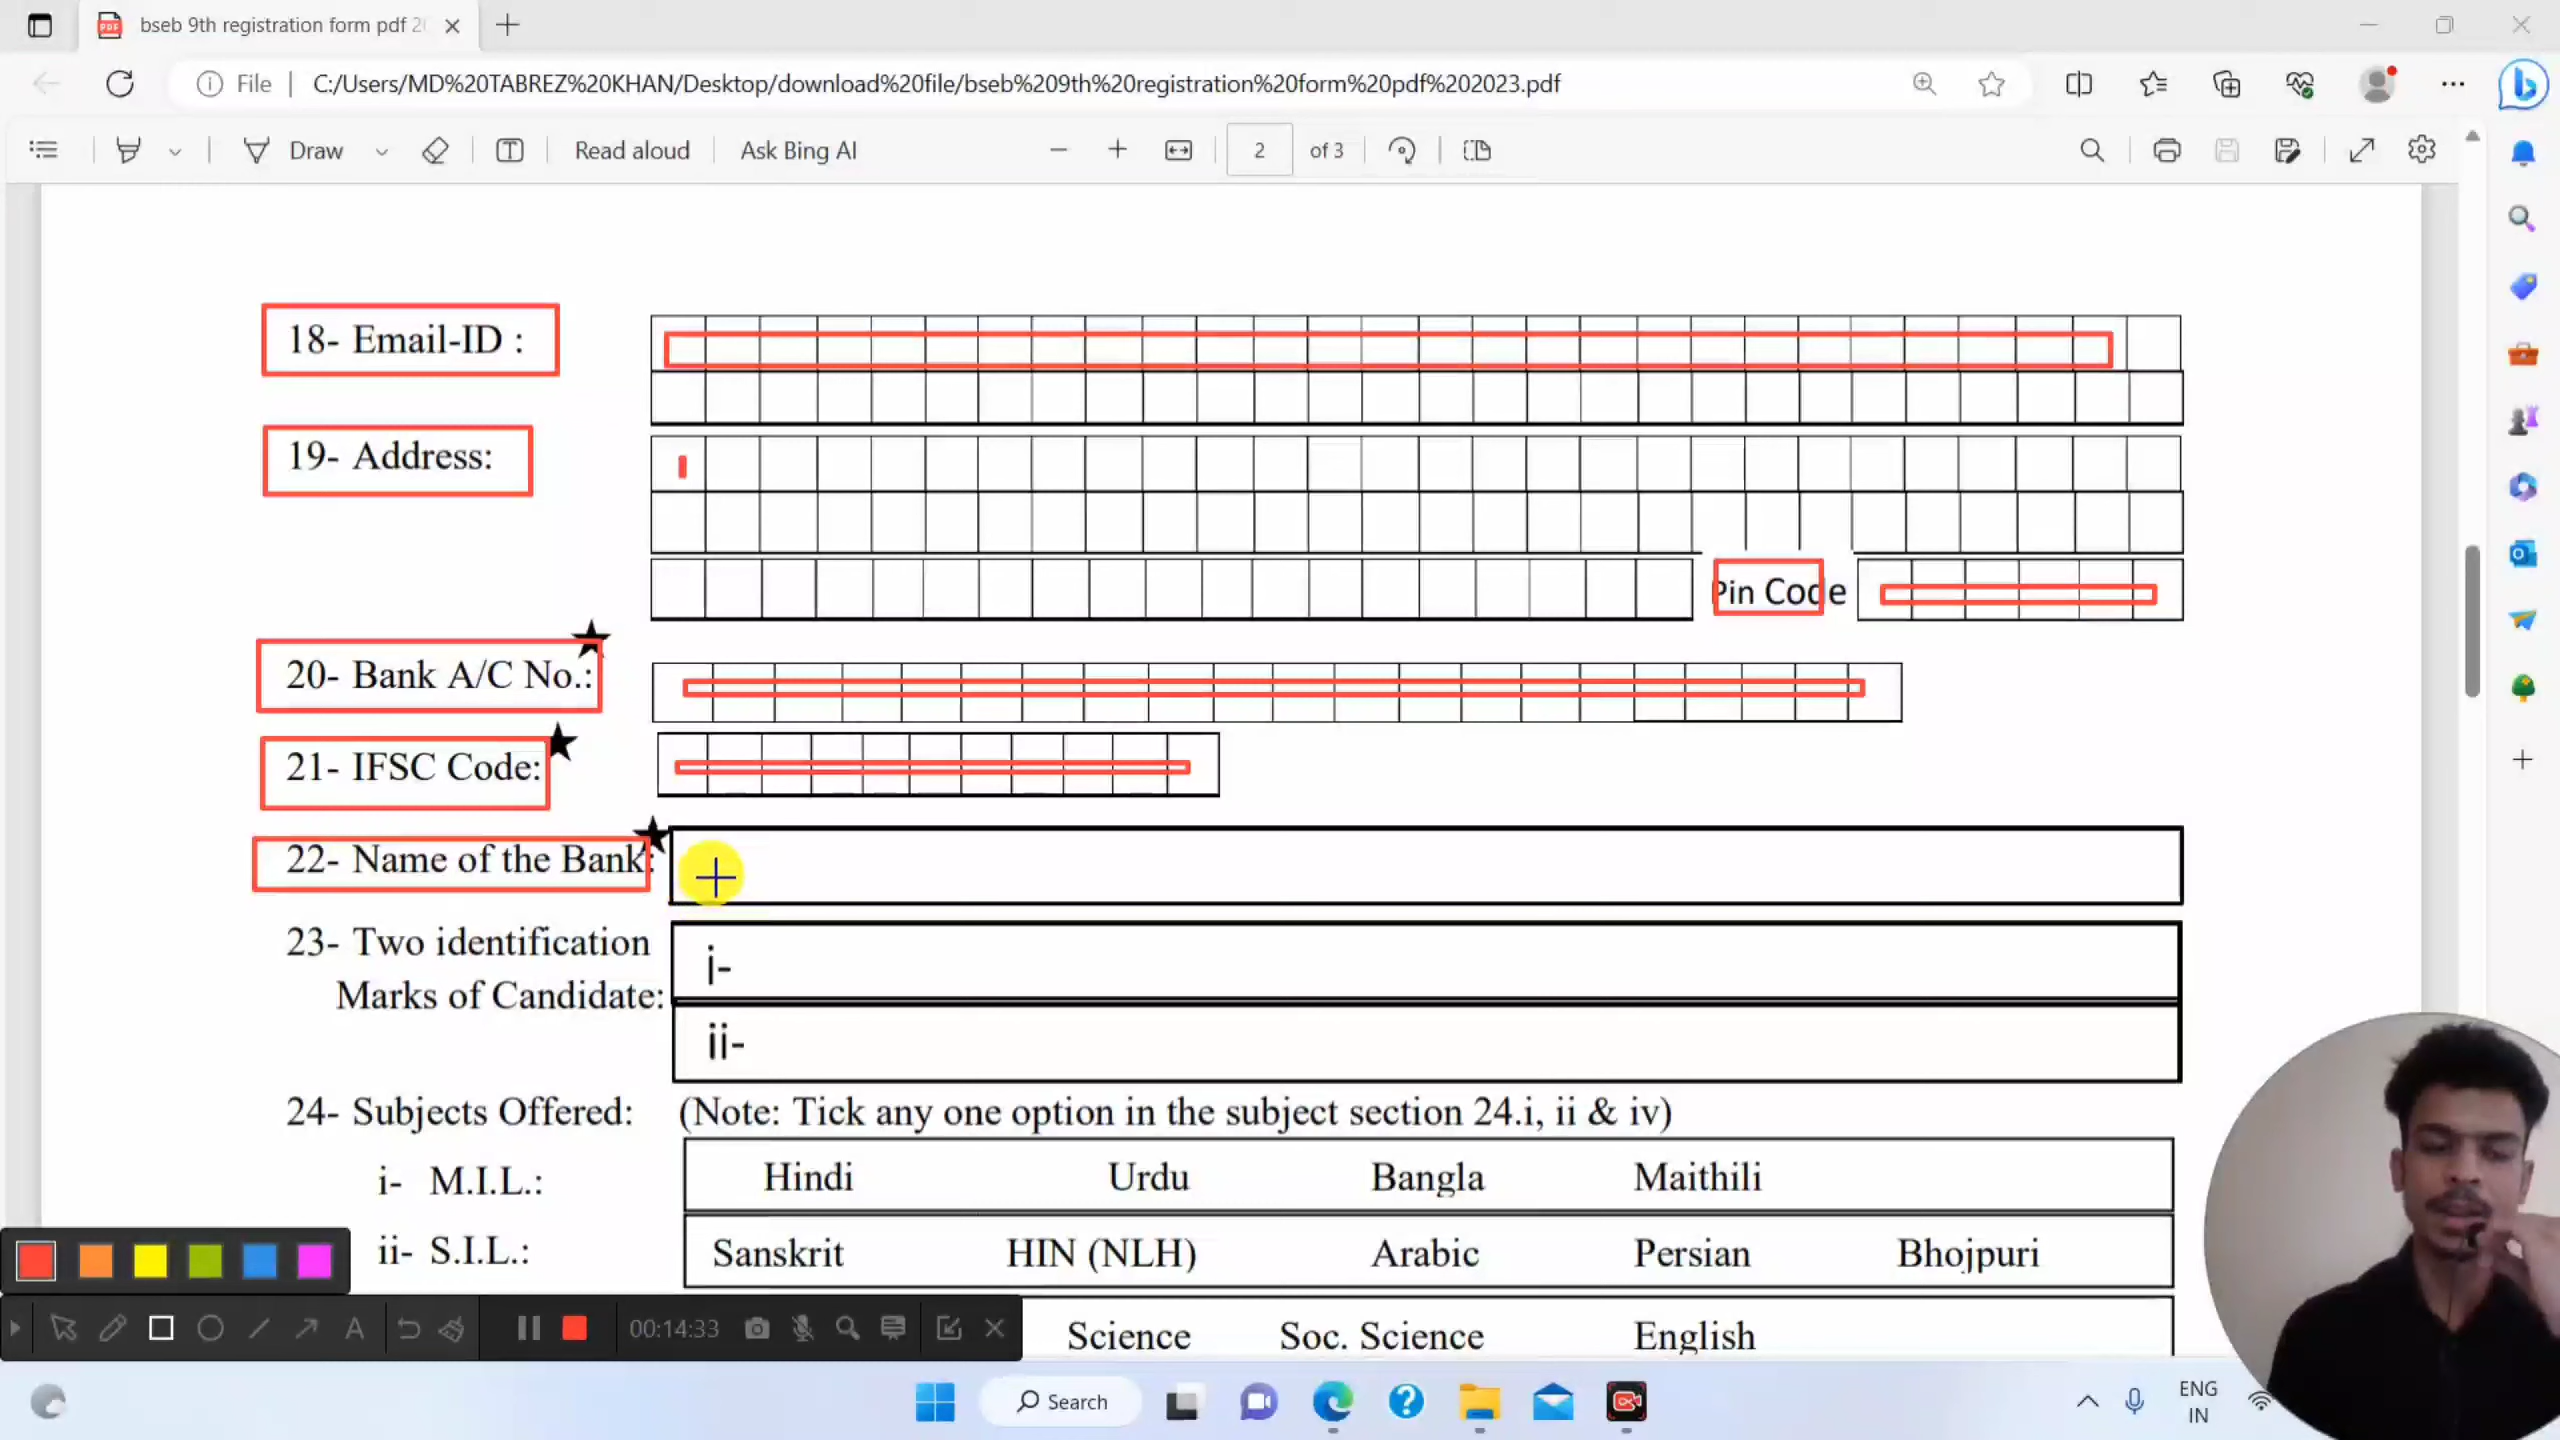 bseb 9th registration form pdf 2
File
C:/Users/MD%20TABREZ%20KHAN/Desktop/download%20file/bseb%209th%20registration%20form%20pdf%202023.pdf
Draw
Read aloud
Ask Bing AI
2
of 3
18- Email-ID :
19- Address:
Pin Code
20- Bank A/C No.:
21- IFSC Code:
22- Name of the Bank:
23- Two identification
Marks of Candidate:
i-
ii-
24- Subjects Offered: (Note: Tick any one option in the subject section 24.i, ii & iv)
i- M.I.L.: Hindi Urdu Bangla Maithili
ii- S.I.L.: Sanskrit HIN (NLH) Arabic Persian Bhojpuri
Science Soc. Science English
00:14:33
Search
ENG
IN